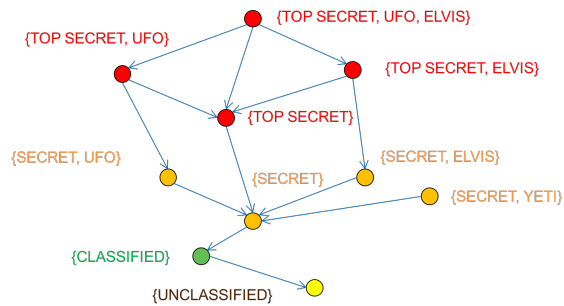 {TOP SECRET, UFO, ELVIS}
{TOP SECRET, UFO}
{TOP SECRET, ELVIS}
{TOP SECRET}
{SECRET, UFO}
{SECRET, ELVIS}
{SECRET}
{SECRET, YETI}
{CLASSIFIED}
{UNCLASSIFIED}